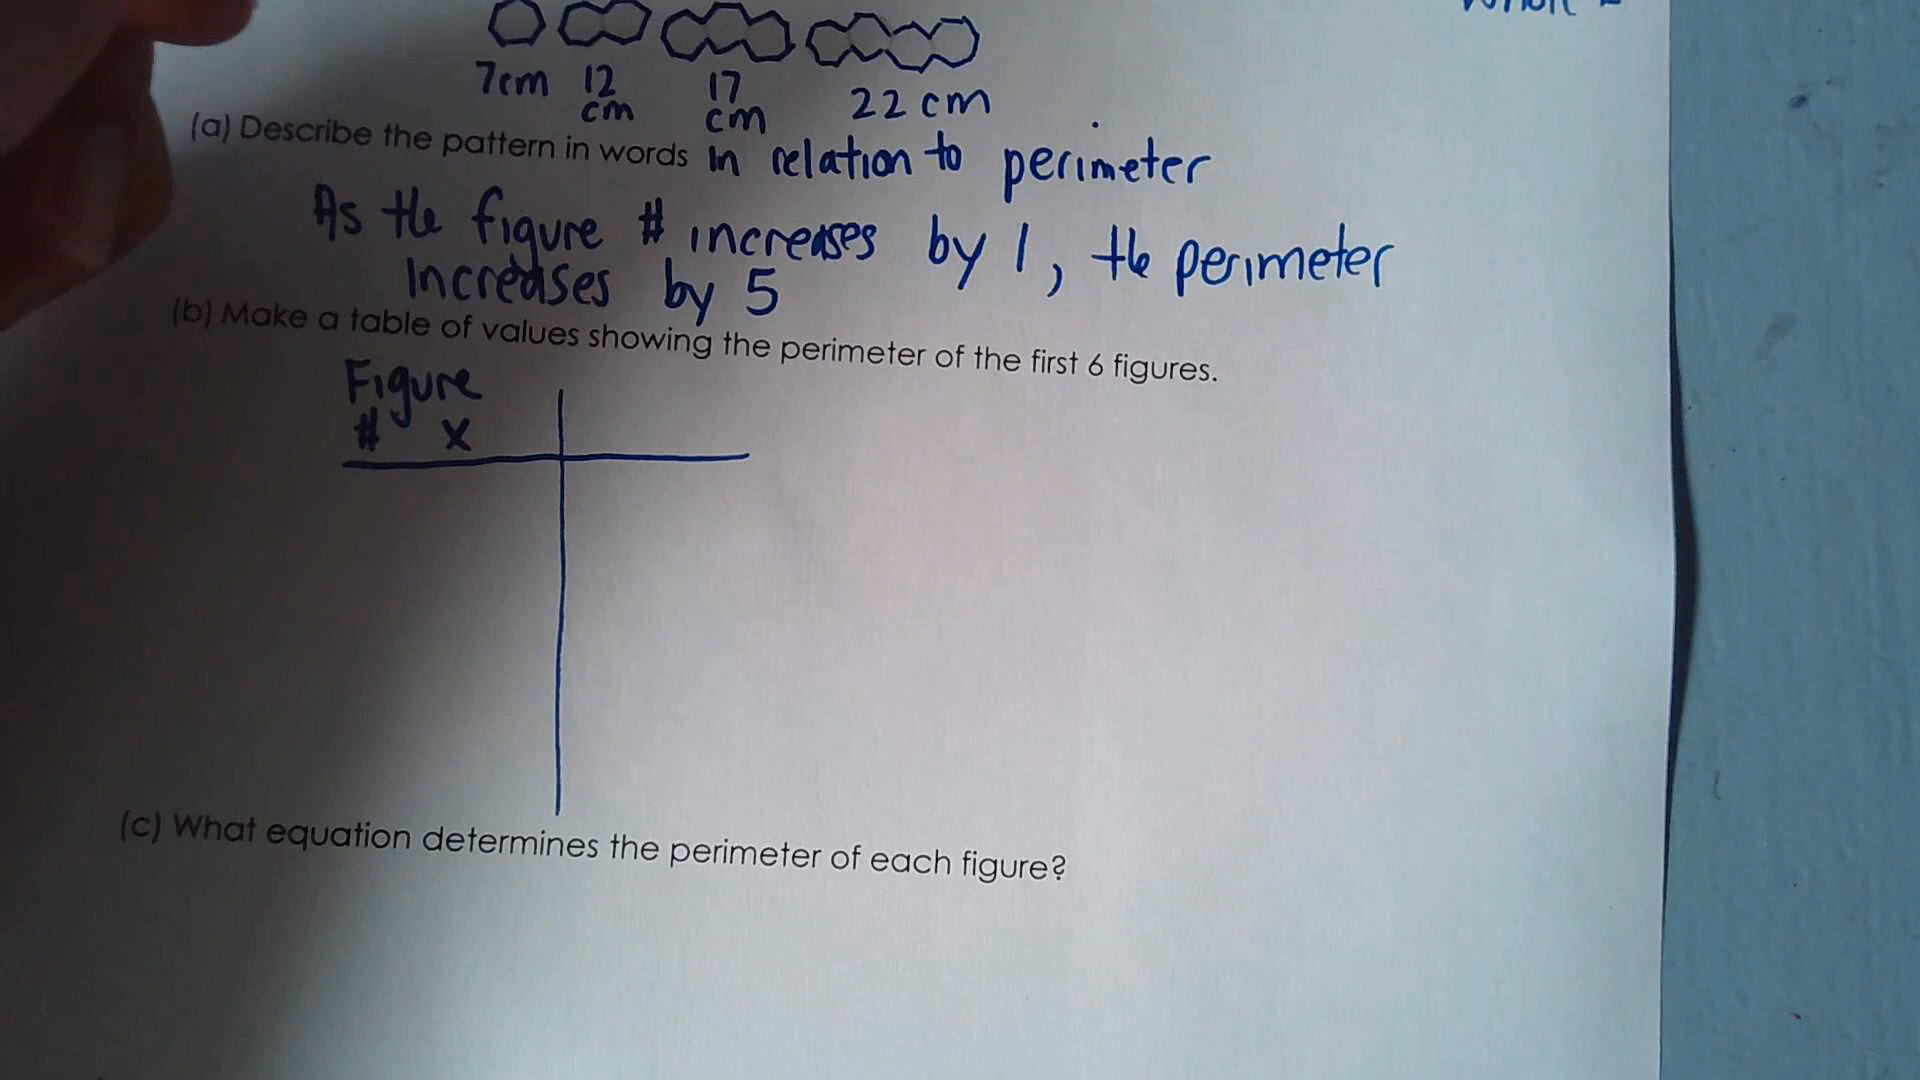 7cm 12 cm 17 cm 22 cm
(a) Describe the pattern in words in relation to perimeter
As the figure # increases by 1, the perimeter
increases by 5
(b) Make a table of values showing the perimeter of the first 6 figures.
Figure
# x
(c) What equation determines the perimeter of each figure?